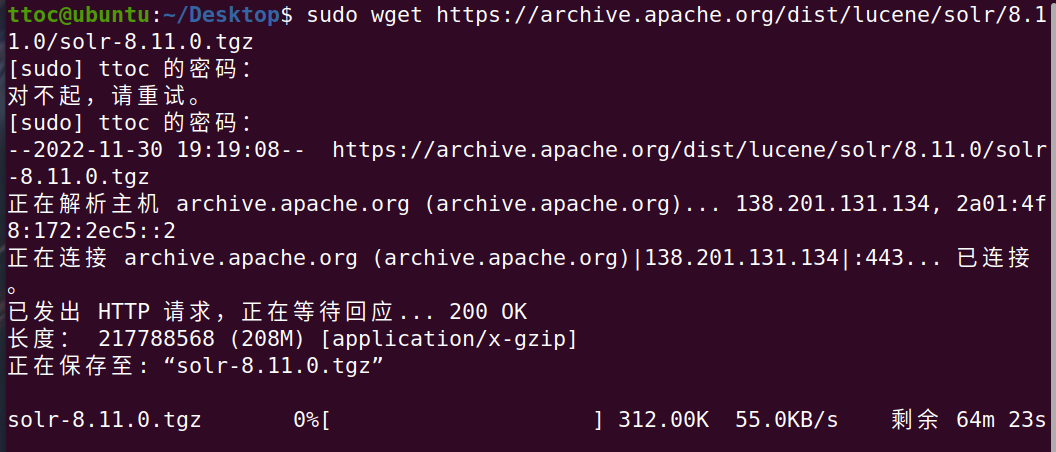 ttoc@ubuntu:~/Desktop$ sudo wget https://archive.apache.org/dist/lucene/solr/8.1
1.0/solr-8.11.0.tgz
[sudo] ttoc 的密码：
对不起，请重试。
[sudo] ttoc 的密码：
--2022-11-30 19:19:08--  https://archive.apache.org/dist/lucene/solr/8.11.0/solr
-8.11.0.tgz
正在解析主机 archive.apache.org (archive.apache.org)... 138.201.131.134, 2a01:4f
8:172:2ec5::2
正在连接 archive.apache.org (archive.apache.org)|138.201.131.134|:443... 已连接
。
已发出 HTTP 请求，正在等待回应... 200 OK
长度： 217788568 (208M) [application/x-gzip]
正在保存至: “solr-8.11.0.tgz”
solr-8.11.0.tgz       0%[                    ] 312.00K  55.0KB/s    剩余 64m 23s